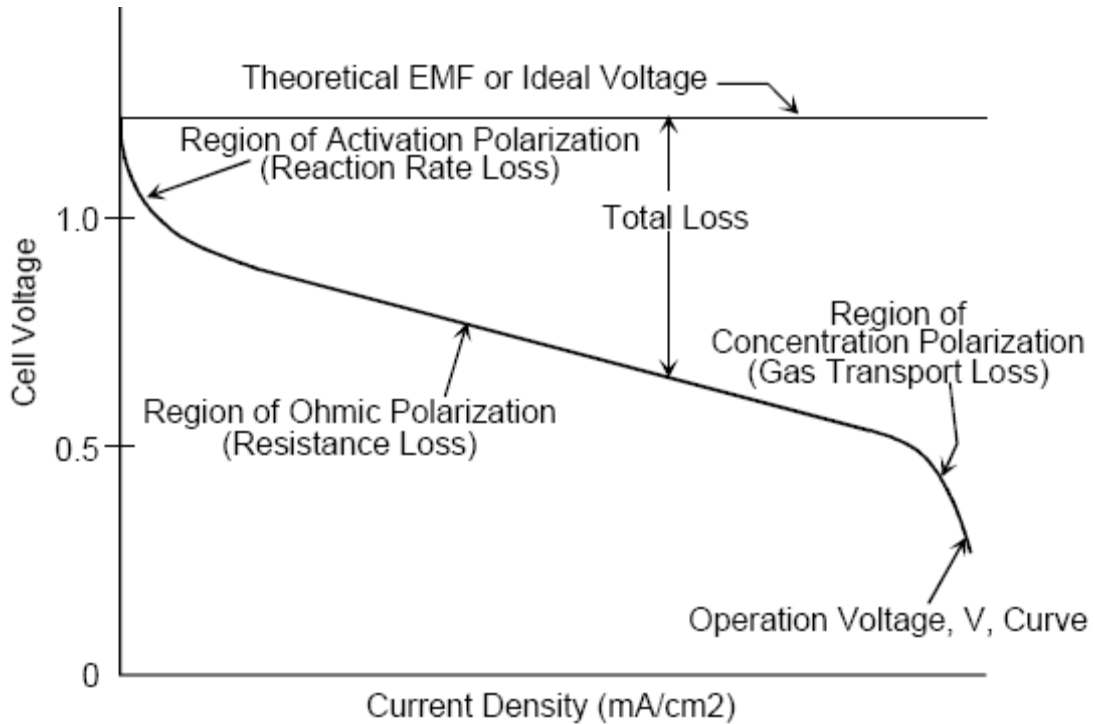 Theoretical EMF or Ideal Voltage
Region of Activation Polarization
(Reaction Rate Loss)
1.0
Total Loss
Cell Voltage
Region of
Concentration Polarization
(Gas Transport Loss)
Region of Ohmic Polarization
(Resistance Loss)
0.5
Operation Voltage, V, Curve
0
Current Density (mA/cm2)